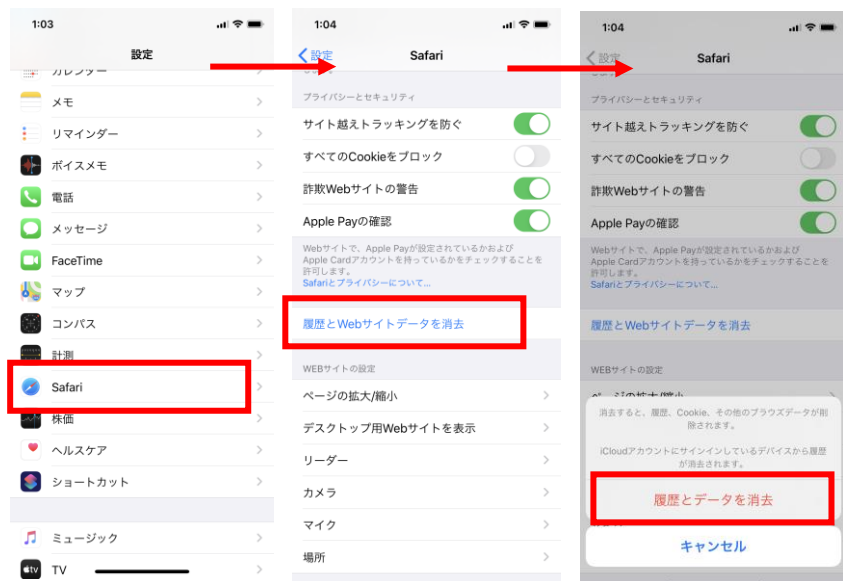 1:03
設定
カレンダー
メモ
リマインダー
ボイスメモ
電話
メッセージ
FaceTime
マップ
コンパス
計測
Safari
株価
ヘルスケア
ショートカット
ミュージック
tv TV
1:04
設定 Safari
プライバシーとセキュリティ
サイト越えトラッキングを防ぐ
すべてのCookieをブロック
詐欺Webサイトの警告
Apple Payの確認
Webサイトで、Apple Payが設定されているかおよび
Apple Cardアカウントを持っているかをチェックすることを
許可します。
Safariとプライバシーについて...
履歴とWebサイトデータを消去
WEBサイトの設定
ページの拡大/縮小
デスクトップ用Webサイトを表示
リーダー
カメラ
マイク
場所
1:04
設定 Safari
プライバシーとセキュリティ
サイト越えトラッキングを防ぐ
すべてのCookieをブロック
詐欺Webサイトの警告
Apple Payの確認
Webサイトで、Apple Payが設定されているかおよび
Apple Cardアカウントを持っているかをチェックすることを
許可します。
Safariとプライバシーについて...
履歴とWebサイトデータを消去
WEBサイトの設定
ページの拡大/縮小
消去すると、履歴、Cookie、その他のブラウズデータが削
除されます。
iCloudアカウントにサインインしているデバイスから履歴
が消去されます。
履歴とデータを消去
キャンセル